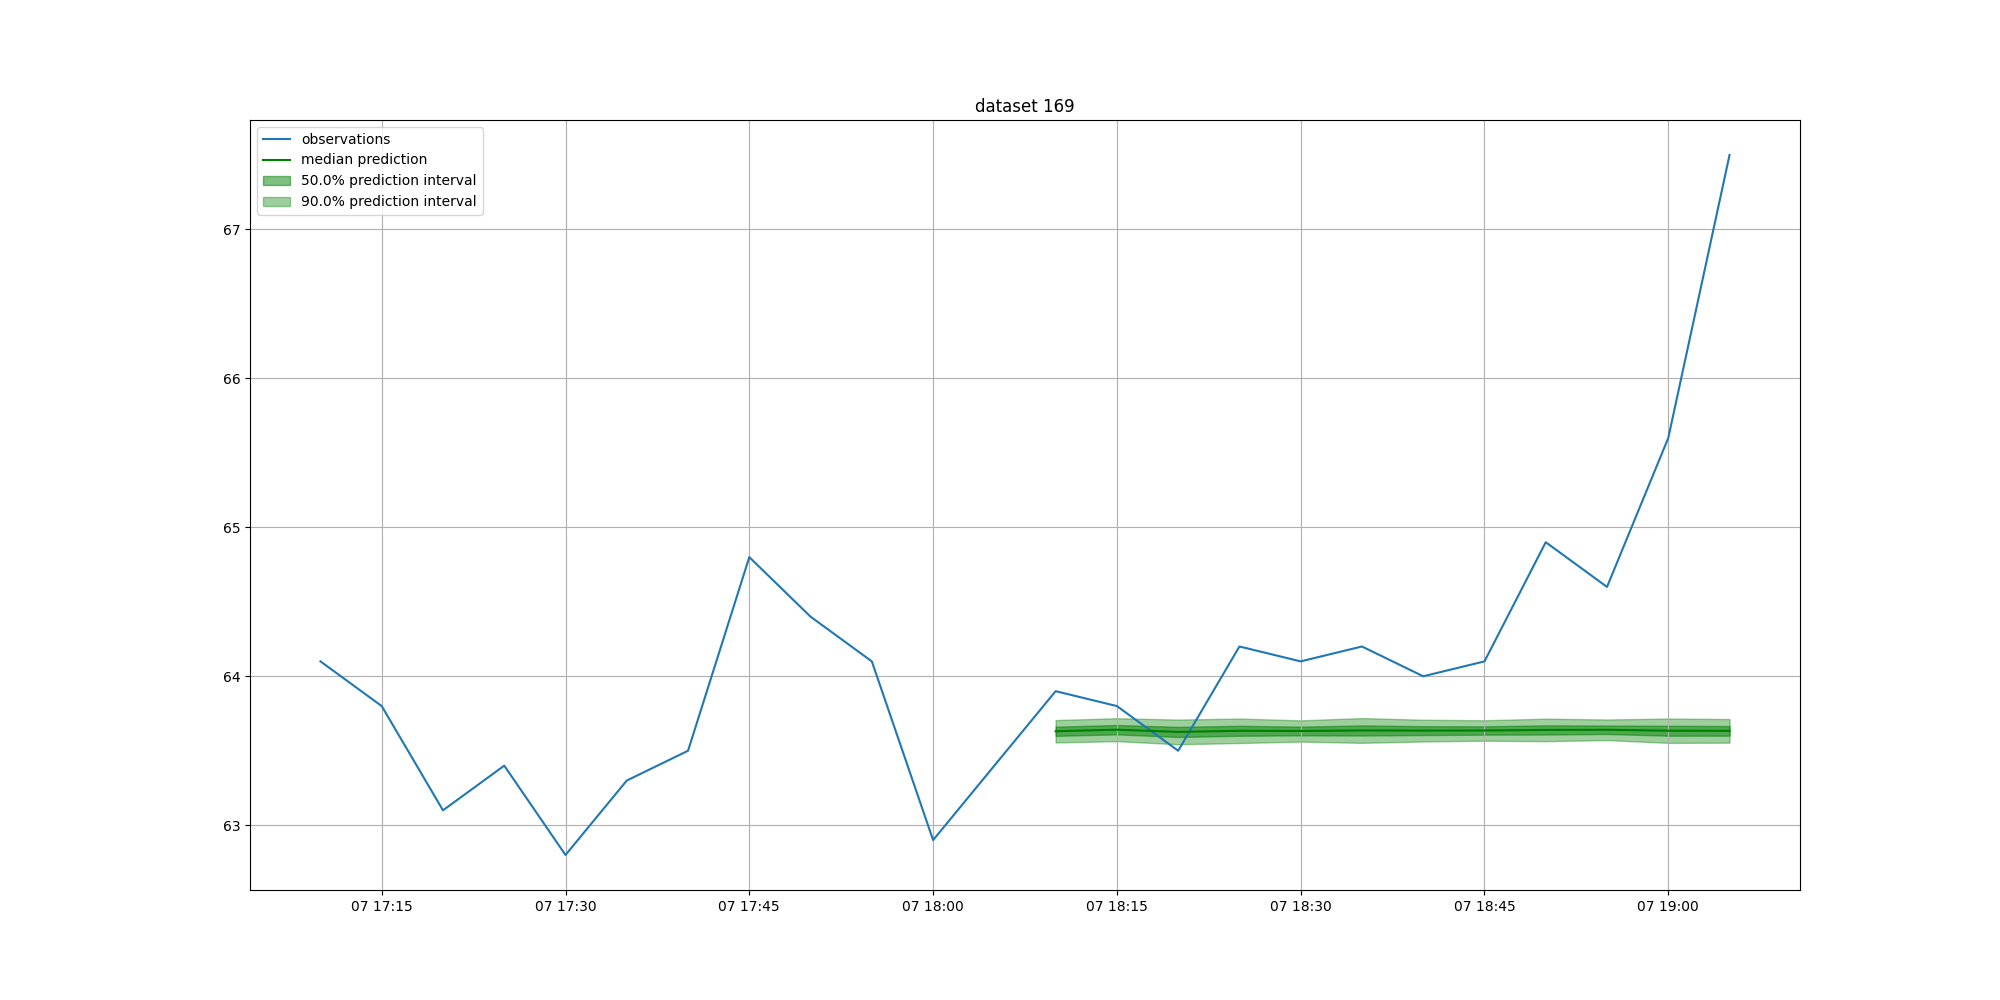 dataset 169
observations
median prediction
50.0% prediction interval
90.0% prediction interval
67
66
65
64
63
07 17:15 07 17:30 07 17:45 07 18:00 07 18:15 07 18:30 07 18:45 07 19:00